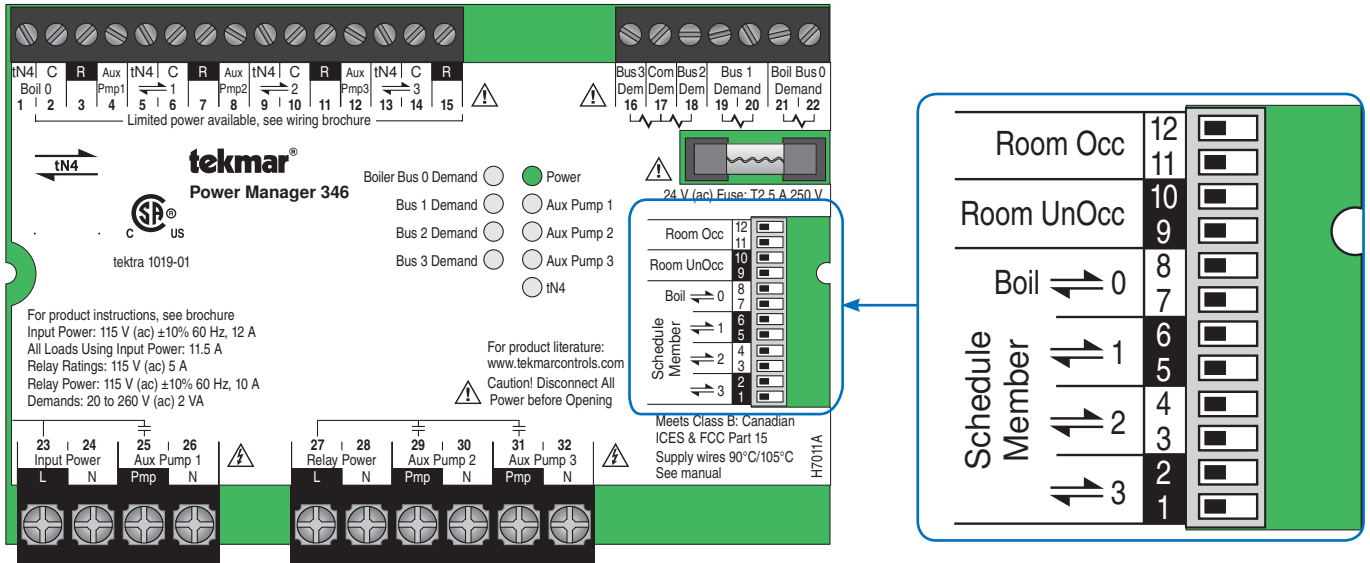 tN4 C R Aux tN4 C R Aux tN4 C R Aux tN4 C R
Boil 0 Pmp1 1 Pmp2 2 Pmp3 3
1 2 3 4 5 6 7 8 9 10 11 12 13 14 15
Limited power available, see wiring brochure
Bus 3 Com Bus 2 Bus 1 Boil Bus 0
Dem Dem Dem Demand Demand
16 17 18 19 20 21 22
tN4
tekmar®
Power Manager 346
CSA ®
C US
tektra 1019-01
Boiler Bus 0 Demand Power
Bus 1 Demand Aux Pump 1
Bus 2 Demand Aux Pump 2
Bus 3 Demand Aux Pump 3
tN4
24 V (ac) Fuse: T2.5 A 250 V
Room Occ 12
11
Room UnOcc 10
9
Boil 0 8
7
Schedule Member
1 6
5
2 4
3
3 2
1
For product instructions, see brochure
Input Power: 115 V (ac) ±10% 60 Hz, 12 A
All Loads Using Input Power: 11.5 A
Relay Ratings: 115 V (ac) 5 A
Relay Power: 115 V (ac) ±10% 60 Hz, 10 A
Demands: 20 to 260 V (ac) 2 VA
For product literature:
www.tekmarcontrols.com
Caution! Disconnect All
Power before Opening
Meets Class B: Canadian
ICES & FCC Part 15
Supply wires 90°C/105°C
See manual
H7011A
23 24 25 26
Input Power Aux Pump 1
L N Pmp N
27 28 29 30 31 32
Relay Power Aux Pump 2 Aux Pump 3
L N Pmp N Pmp N
Room Occ 12
11
Room UnOcc 10
9
Boil 0 8
7
Schedule
Member
1 6
5
2 4
3
3 2
1